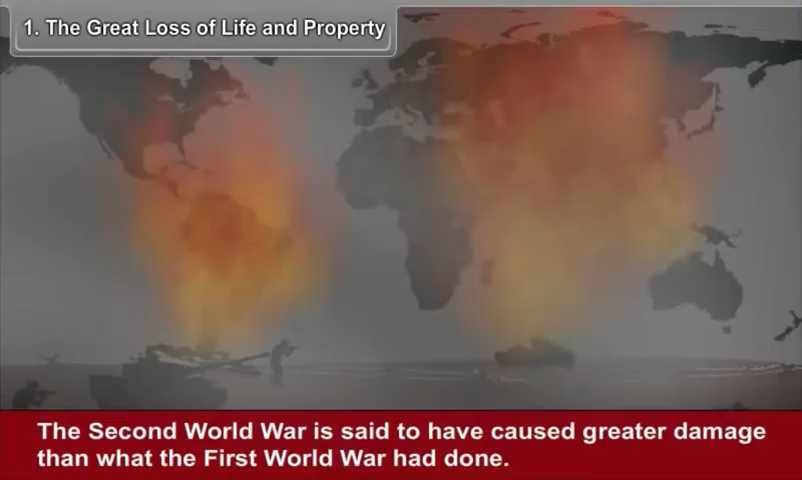 1. The Great Loss of Life and Property
The Second World War is said to have caused greater damage
than what the First World War had done.